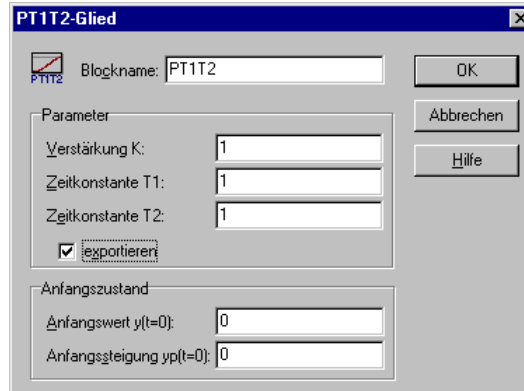 PT1T2-Glied
PT1T2
Blockname: PT1T2
OK
Abbrechen
Hilfe
Parameter
Verstärkung K: 1
Zeitkonstante T1: 1
Zeitkonstante T2: 1
exportieren
Anfangszustand
Anfangswert y(t=0): 0
Anfangssteigung yp(t=0): 0